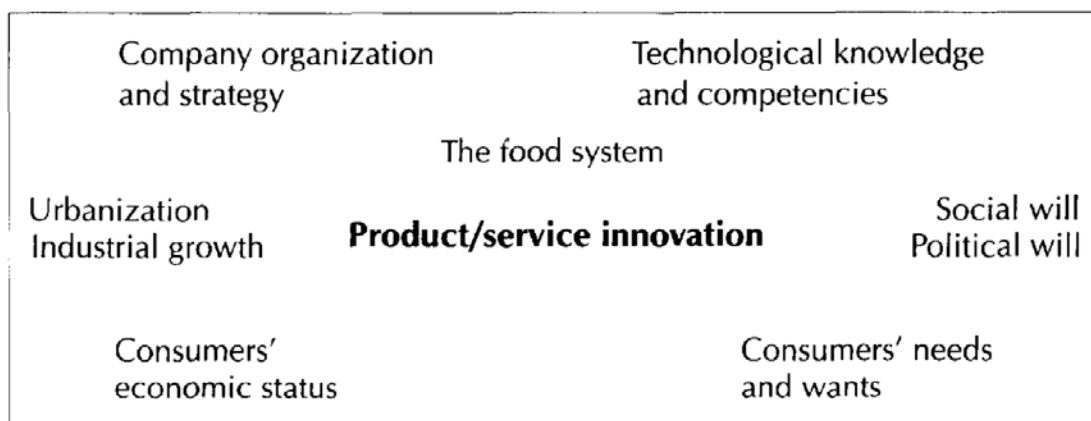 Company organization
and strategy
Technological knowledge
and competencies
The food system
Urbanization
Industrial growth
Product/service innovation
Social will
Political will
Consumers’
economic status
Consumers’ needs
and wants